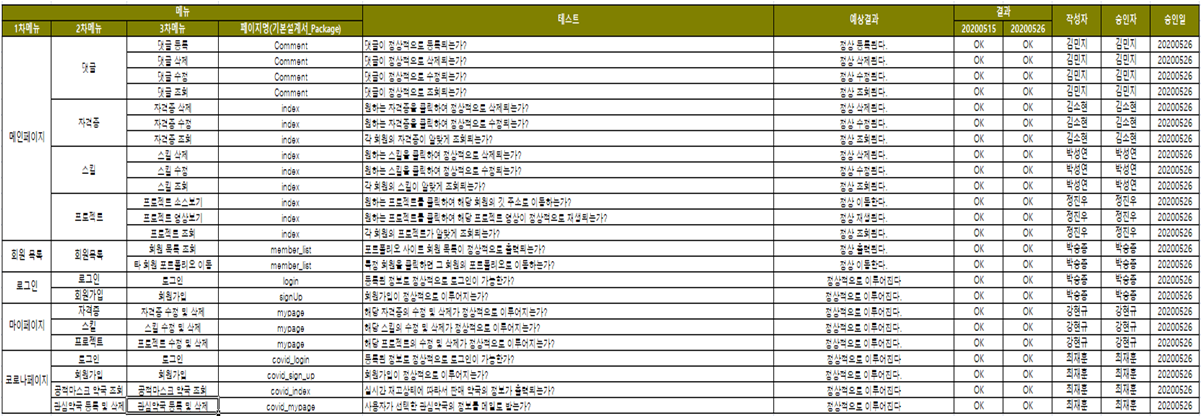 메뉴 테스트 예상결과 결과 작성자 승인자 승인일
1차메뉴 2차메뉴 3차메뉴 페이지명(기본설계서_Package) 20200515 20200526
메인페이지 댓글 댓글 등록 Comment 댓글이 정상적으로 등록되는가? 정상 등록된다. OK OK 김민지 김민지 20200526
댓글 삭제 Comment 댓글이 정상적으로 삭제되는가? 정상 삭제된다. OK OK 김민지 김민지 20200526
댓글 수정 Comment 댓글이 정상적으로 수정되는가? 정상 수정된다. OK OK 김민지 김민지 20200526
댓글 조회 Comment 댓글이 정상적으로 조회되는가? 정상 조회된다. OK OK 김민지 김민지 20200526
자격증 자격증 삭제 index 원하는 자격증을 클릭하여 정상적으로 삭제되는가? 정상 삭제된다. OK OK 김소현 김소현 20200526
자격증 수정 index 원하는 자격증을 클릭하여 정상적으로 수정되는가? 정상 수정된다. OK OK 김소현 김소현 20200526
자격증 조회 index 각 회원의 자격증이 알맞게 조회되는가? 정상 조회된다. OK OK 김소현 김소현 20200526
스킬 스킬 삭제 index 원하는 스킬을 클릭하여 정상적으로 삭제되는가? 정상 삭제된다. OK OK 박성연 박성연 20200526
스킬 수정 index 원하는 스킬을 클릭하여 정상적으로 수정되는가? 정상 수정된다. OK OK 박성연 박성연 20200526
스킬 조회 index 각 회원의 스킬이 알맞게 조회되는가? 정상 조회된다. OK OK 박성연 박성연 20200526
프로젝트 프로젝트 소스보기 index 원하는 프로젝트를 클릭하여 해당 회원의 깃 주소로 이동하는가? 정상 이동한다. OK OK 정진우 정진우 20200526
프로젝트 영상보기 index 원하는 프로젝트를 클릭하여 해당 프로젝트 영상이 정상적으로 재생되는가? 정상 재생된다. OK OK 정진우 정진우 20200526
프로젝트 조회 index 각 회원의 프로젝트가 알맞게 조회되는가? 정상 조회된다. OK OK 정진우 정진우 20200526
회원 목록 회원목록 회원 목록 조회 member_list 포트폴리오 사이트 회원 목록이 정상적으로 출력되는가? 정상 출력된다. OK OK 박승종 박승종 20200526
타 회원 포트폴리오 이동 member_list 특정 회원을 클릭하면 그 회원의 포트폴리오로 이동하는가? 정상 이동한다. OK OK 박승종 박승종 20200526
로그인 로그인 로그인 login 등록된 정보로 정상적으로 로그인이 가능한가? 정상적으로 이루어진다 OK OK 박승종 박승종 20200526
회원가입 회원가입 signUp 회원가입이 정상적으로 이루어지는가? 정상적으로 이루어진다. OK OK 박승종 박승종 20200526
마이페이지 자격증 자격증 수정 및 삭제 mypage 해당 자격증의 수정 및 삭제가 정상적으로 이루어지는가? 정상적으로 이루어진다. OK OK 강현규 강현규 20200526
스킬 스킬 수정 및 삭제 mypage 해당 스킬의 수정 및 삭제가 정상적으로 이루어지는가? 정상적으로 이루어진다. OK OK 강현규 강현규 20200526
프로젝트 프로젝트 수정 및 삭제 mypage 해당 프로젝트의 수정 및 삭제가 정상적으로 이루어지는가? 정상적으로 이루어진다. OK OK 강현규 강현규 20200526
코로나페이지 로그인 로그인 covid_login 등록된 정보로 정상적으로 로그인이 가능한가? 정상적으로 이루어진다 OK OK 최재훈 최재훈 20200526
회원가입 회원가입 covid_sign_up 회원가입이 정상적으로 이루어지는가? 정상적으로 이루어진다. OK OK 최재훈 최재훈 20200526
공적마스크 약국 조회 공적마스크 약국 조회 covid_index 실시간 재고상태에 따라서 판매 약국의 정보가 출력되는가? 정상적으로 이루어진다. OK OK 최재훈 최재훈 20200526
관심약국 등록 및 삭제 관심약국 등록 및 삭제 covid_mypage 사용자가 선택한 관심약국의 정보를 메일로 받는가? 정상적으로 이루어진다. OK OK 최재훈 최재훈 20200526